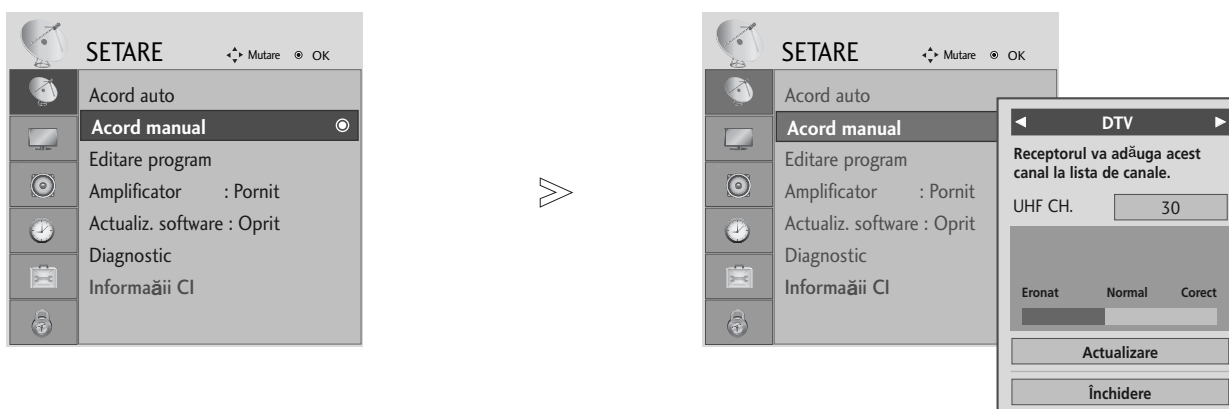 SETARE Mutare OK
Acord auto
Acord manual
Editare program
Amplificator : Pornit
Actualiz. software : Oprit
Diagnostic
Informaăii CI
SETARE Mutare OK
Acord auto
Acord manual
Editare program
Amplificator : Pornit
Actualiz. software : Oprit
Diagnostic
Informaăii CI
DTV
Receptorul va adăuga acest
canal la lista de canale.
UHF CH. 30
Eronat Normal Corect
Actualizare
Închidere